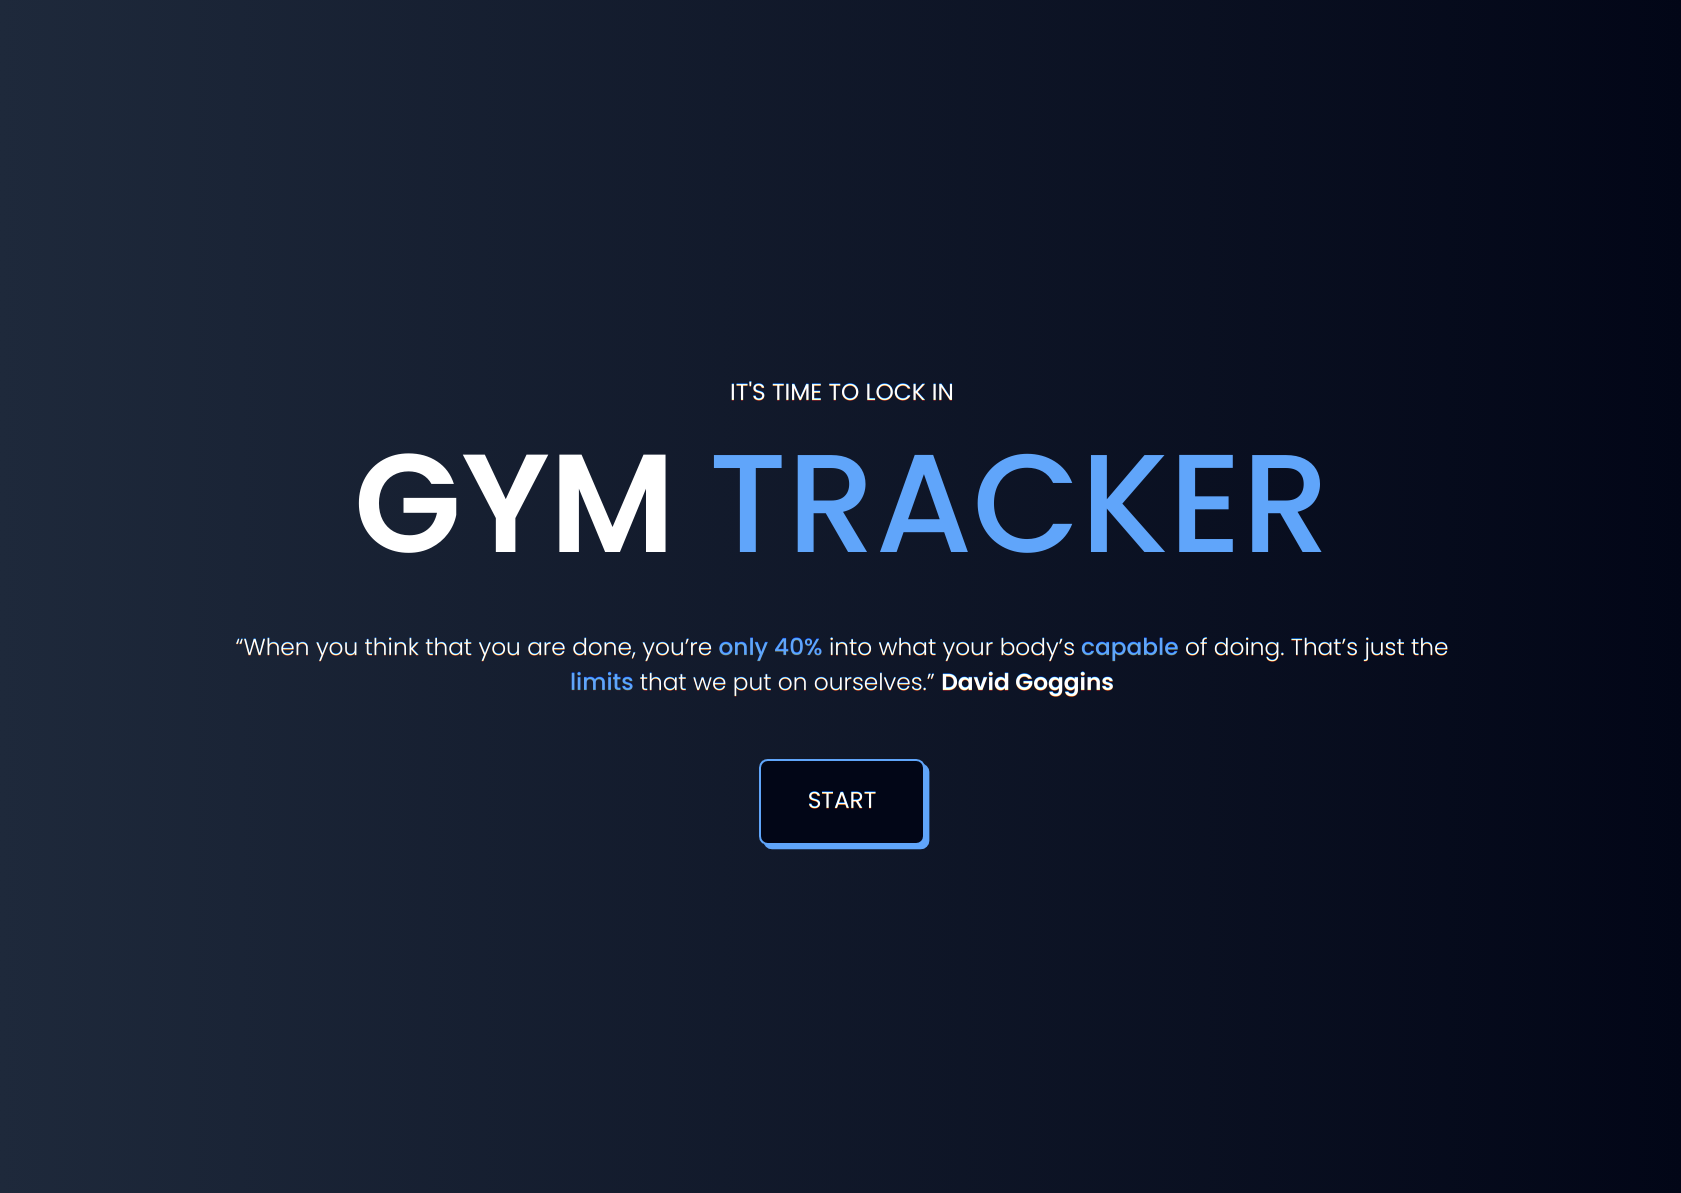 IT'S TIME TO LOCK IN
GYM TRACKER
“When you think that you are done, you’re only 40% into what your body’s capable of doing. That’s just the
limits that we put on ourselves.” David Goggins
START